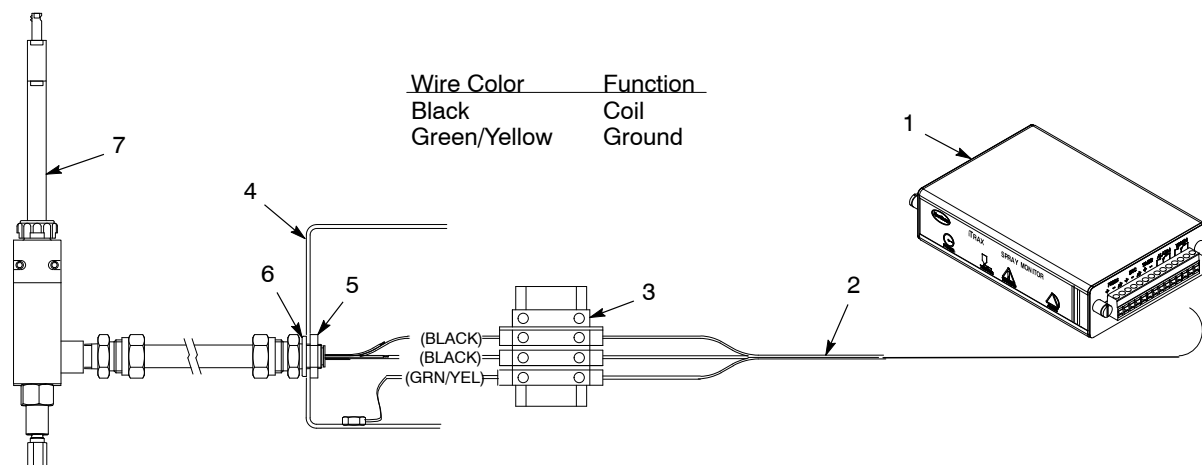 Wire Color Function
Black Coil
Green/Yellow Ground
1
7
4
6 5
3
2
(BLACK)
(BLACK)
(GRN/YEL)
iTRAX
SPRAY MONITOR